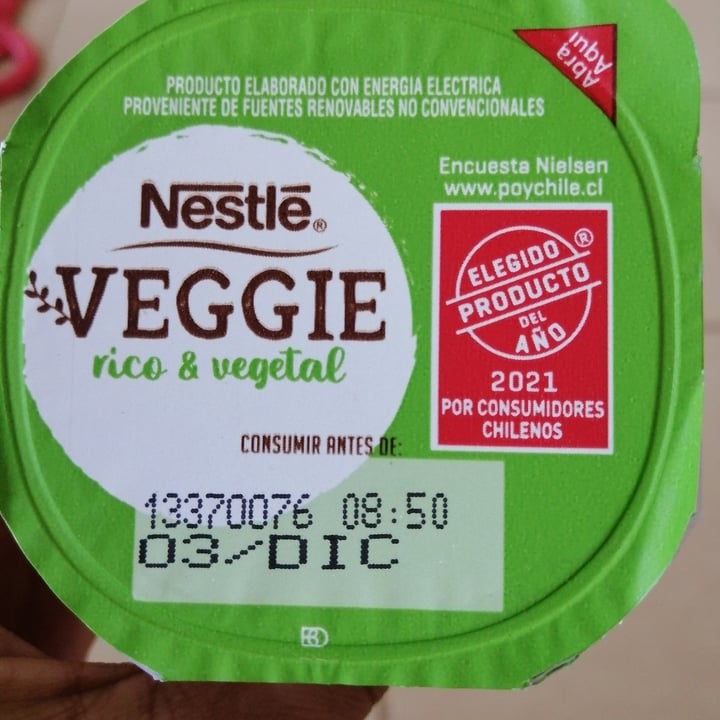 Abra
Aquí
PRODUCTO ELABORADO CON ENERGIA ELECTRICA
PROVENIENTE DE FUENTES RENOVABLES NO CONVENCIONALES
Encuesta Nielsen
www.poychile.cl
Nestlé®
VEGGIE
rico & vegetal
ELEGIDO ®
PRODUCTO
DEL
AÑO
2021
POR CONSUMIDORES
CHILENOS
CONSUMIR ANTES DE:
13370076 08:50
03/DIC